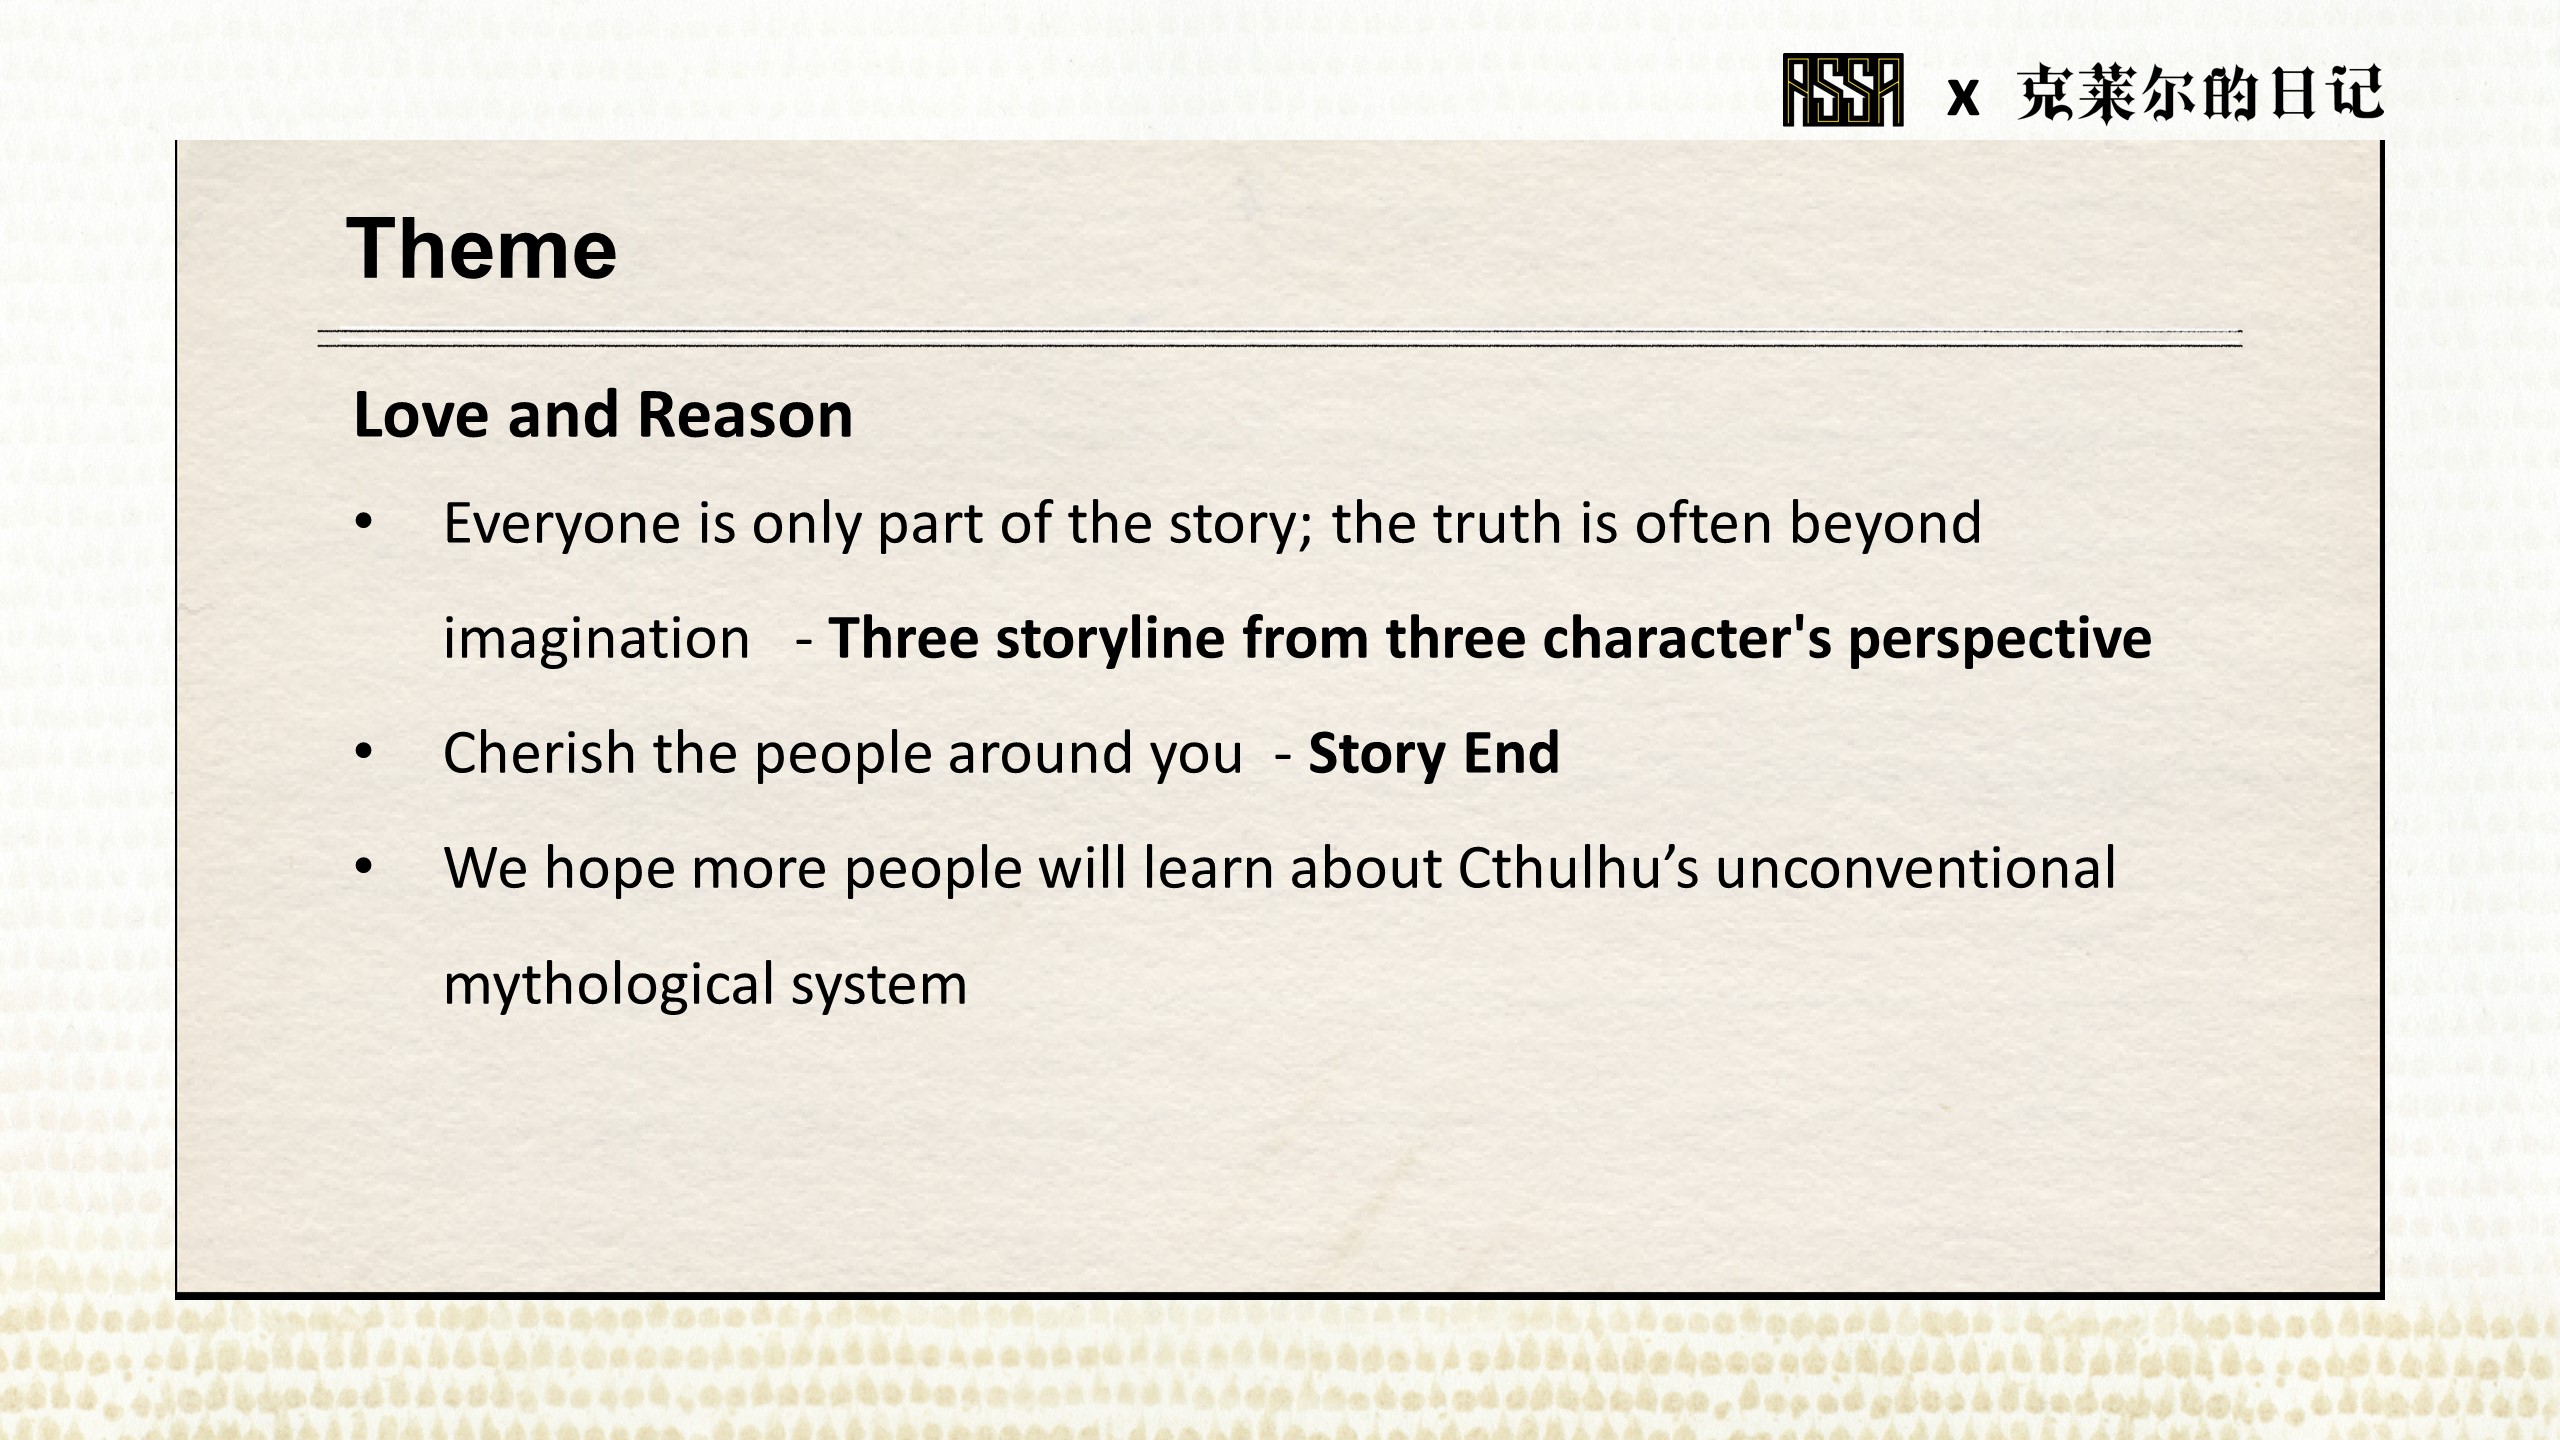 ASSA x 克莱尔的日记
Theme
Love and Reason
• Everyone is only part of the story; the truth is often beyond
imagination - Three storyline from three character's perspective
• Cherish the people around you - Story End
• We hope more people will learn about Cthulhu’s unconventional
mythological system